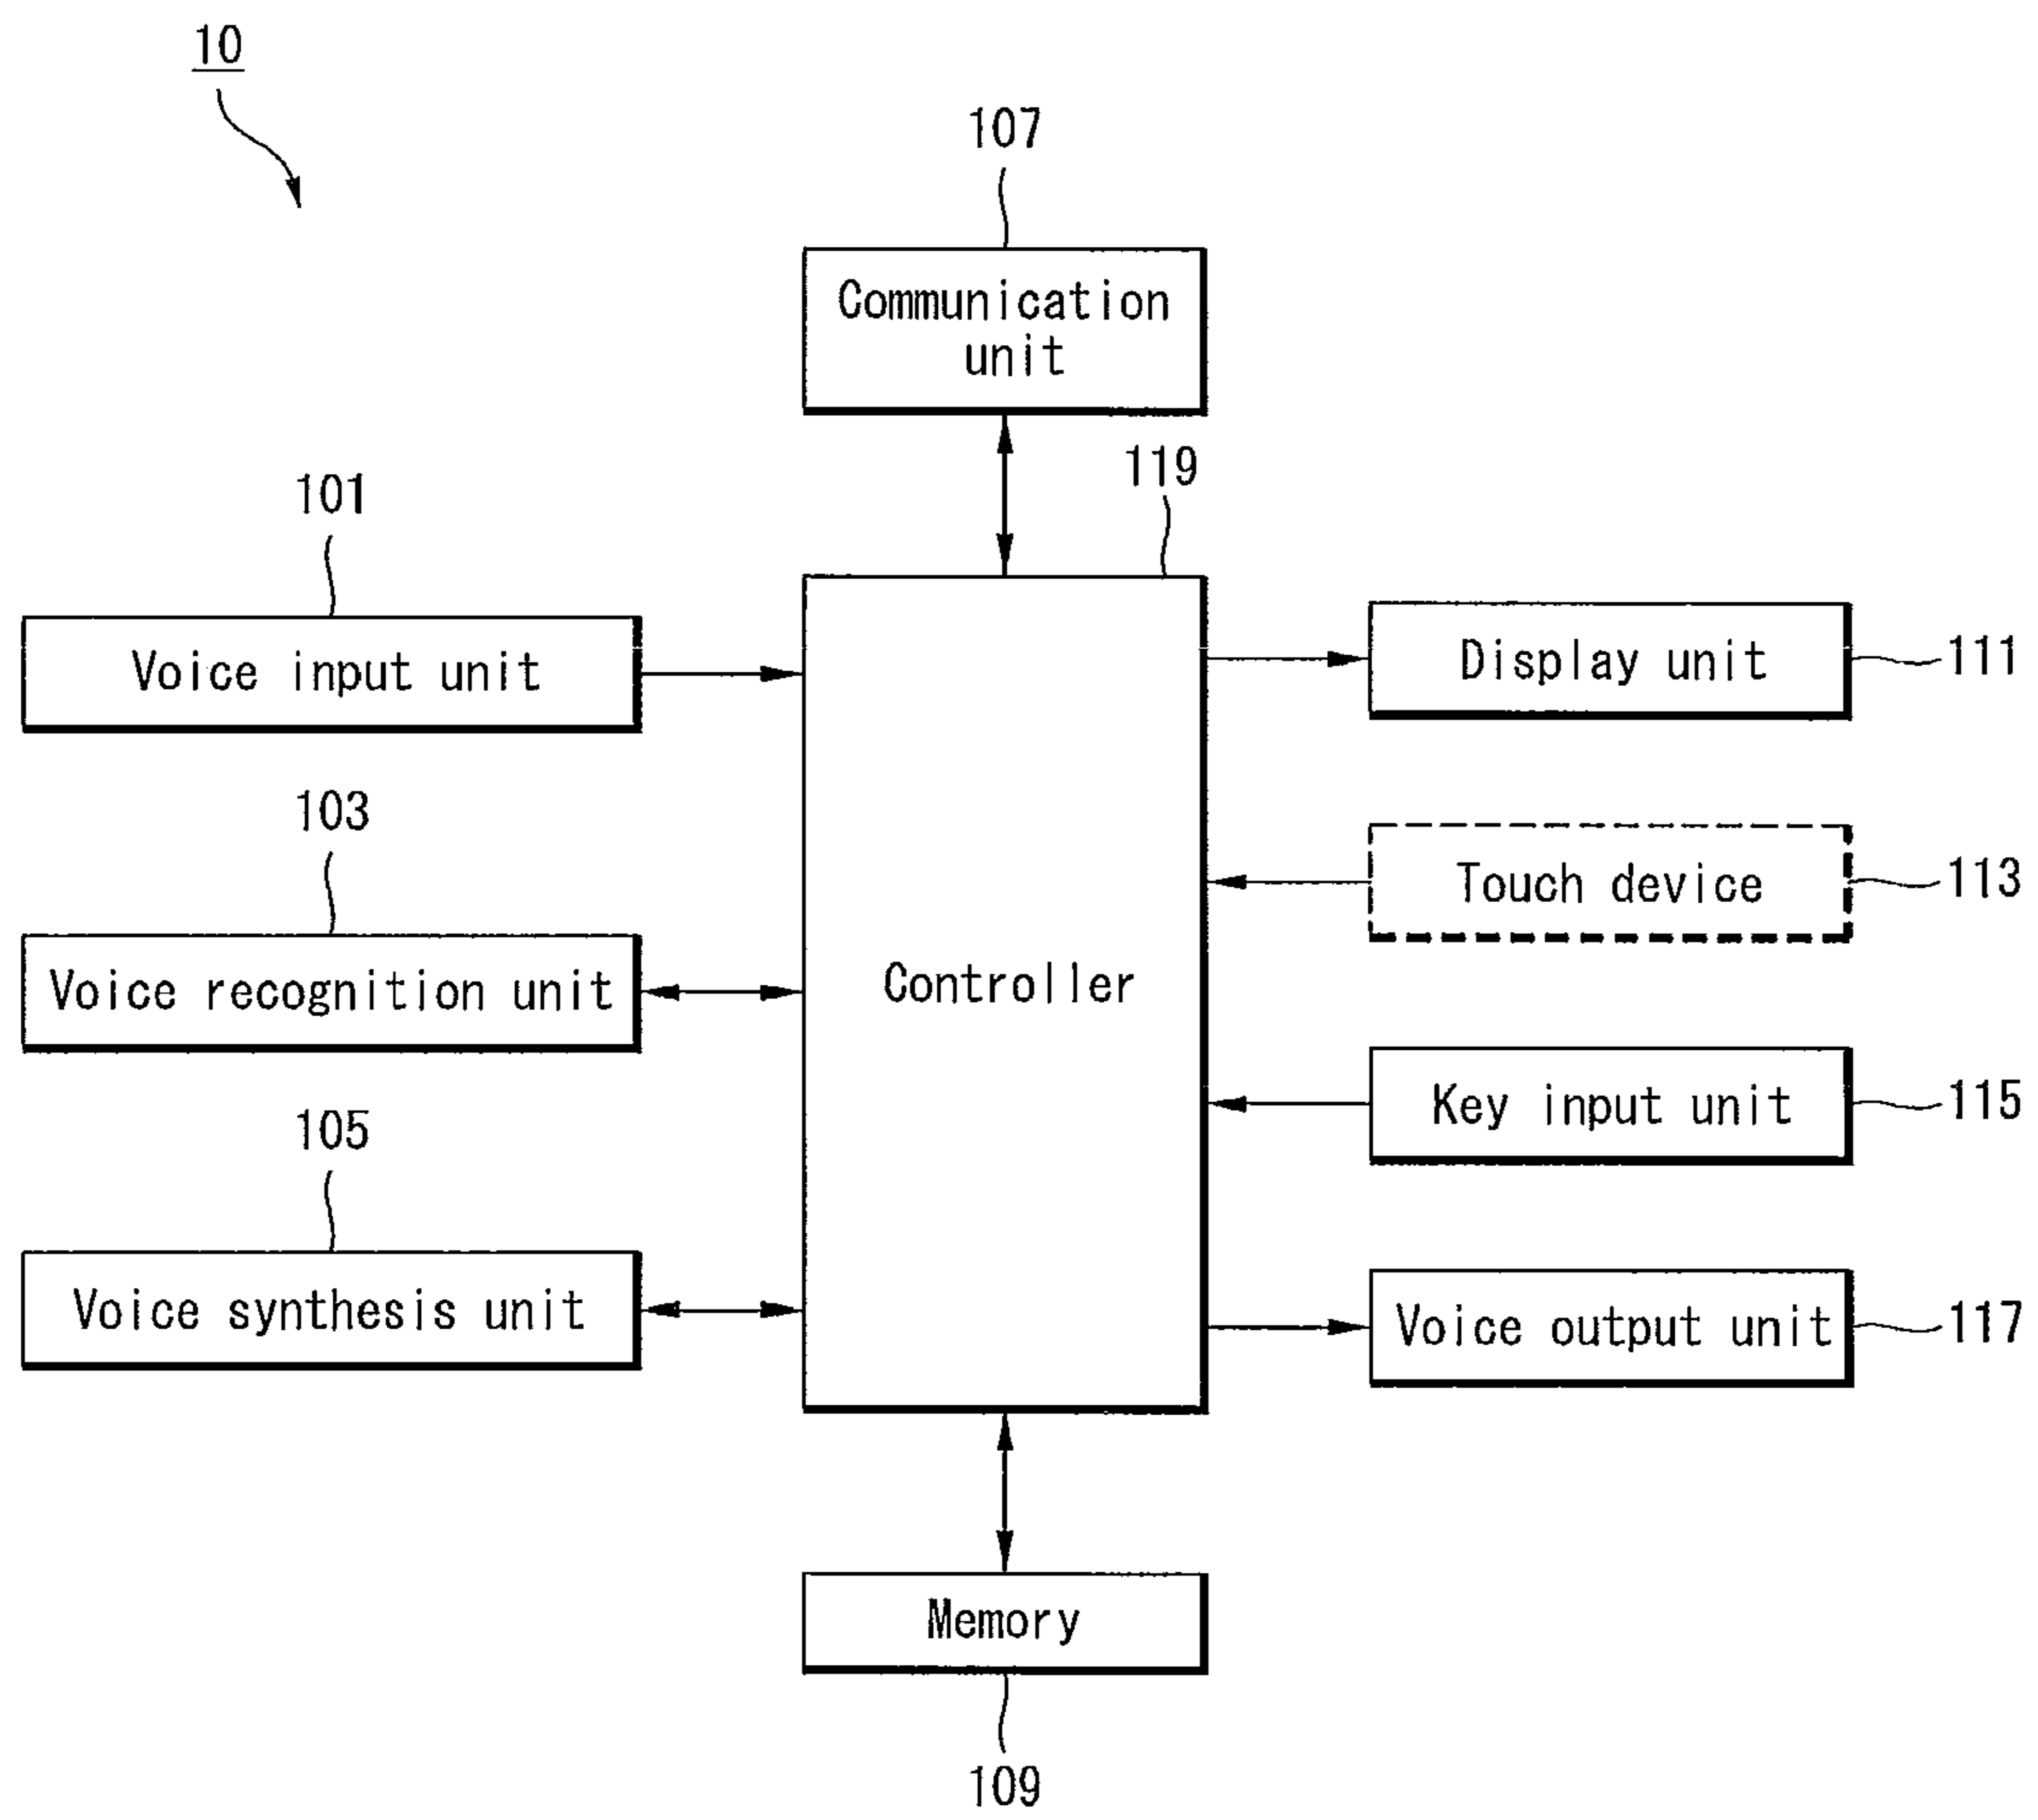 10
107
Communication
unit
119
101
Voice input unit
Display unit
111
103
Touch device
113
Voice recognition unit
Controller
105
Key input unit
115
Voice synthesis unit
Voice output unit
117
Memory
109